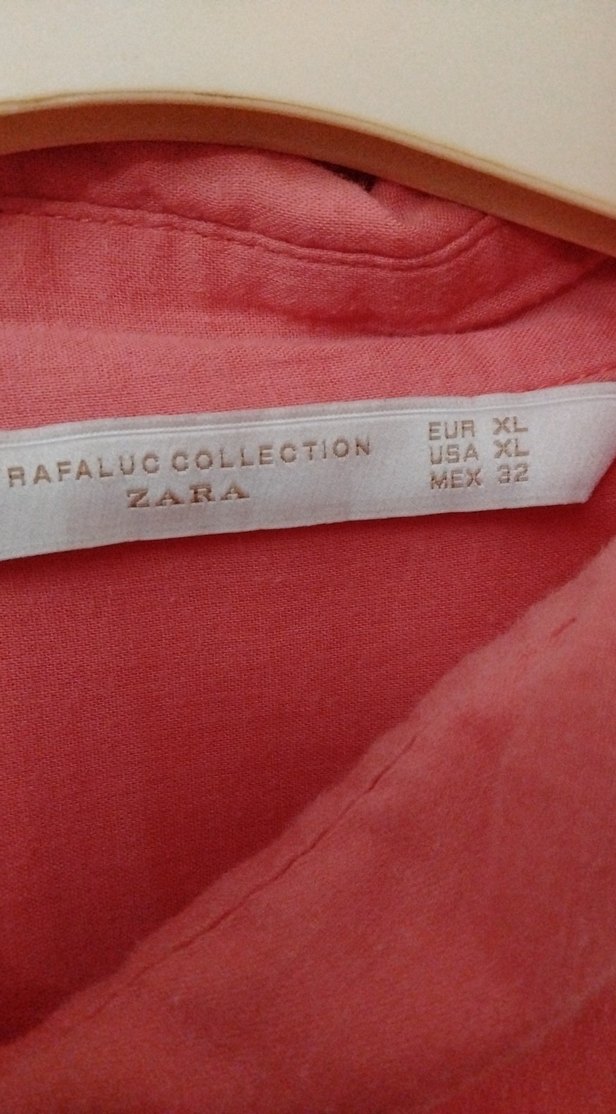 RAFALUC COLLECTION
ZARA
EUR XL
USA XL
MEX 32